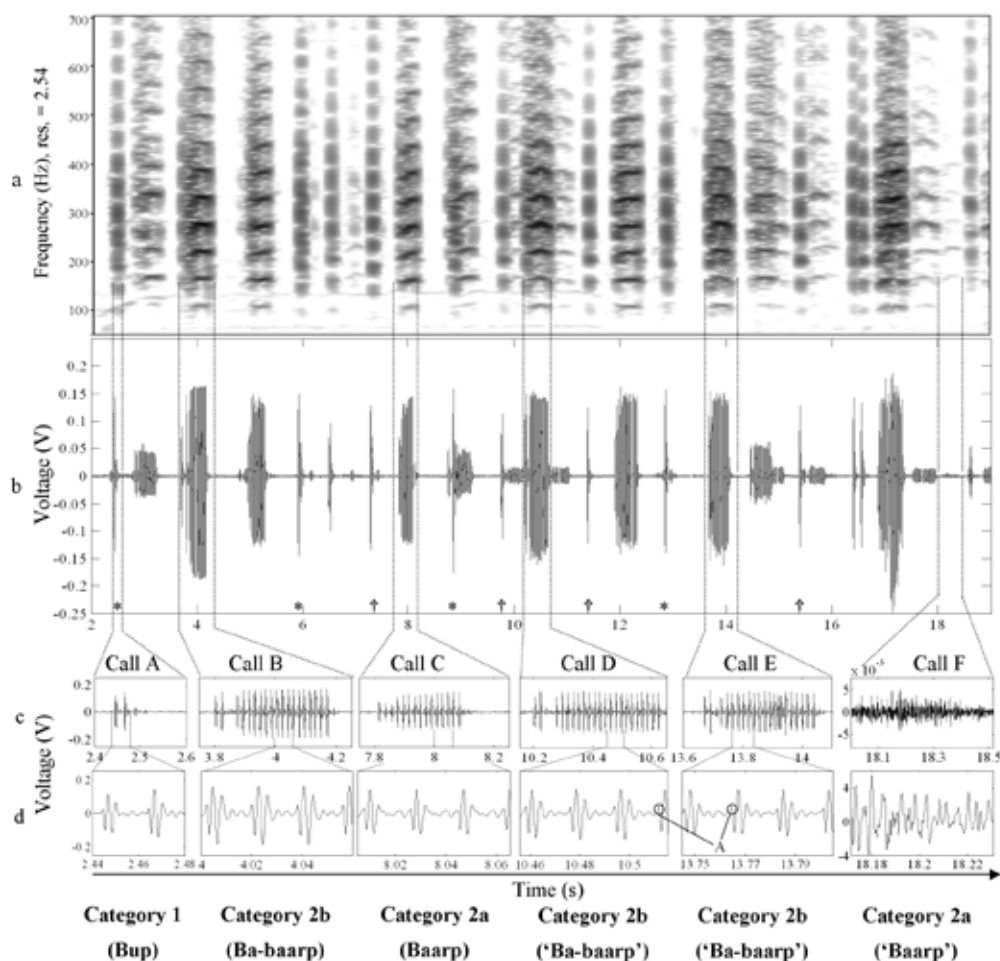 700
600
500
400
300
200
100
Frequency (Hz), res. = 2.54
a
0.2
0.15
0.1
0.05
0
-0.05
-0.1
-0.15
-0.2
-0.25
Voltage (V)
b
* * † * † † * †
2 4 6 8 10 12 14 16 18
Call A Call B Call C Call D Call E Call F
c
0.2
0
-0.2
2.4 2.5 2.6
3.8 4 4.2
7.8 8 8.2
10.2 10.4 10.6
13.6 13.8 14
x 10⁻³
5
0
-5
18.1 18.3 18.5
Voltage (V)
d
0.2
0
-0.2
2.44 2.46 2.48
4 4.02 4.04
8.02 8.04 8.06
10.46 10.48 10.5
A
13.75 13.77 13.79
4
0
-4
18.18 18.2 18.22
Time (s)
Category 1 Category 2b Category 2a Category 2b Category 2b Category 2a
(Bup) (Ba-baarp) (Baarp) (‘Ba-baarp’) (‘Ba-baarp’) (‘Baarp’)